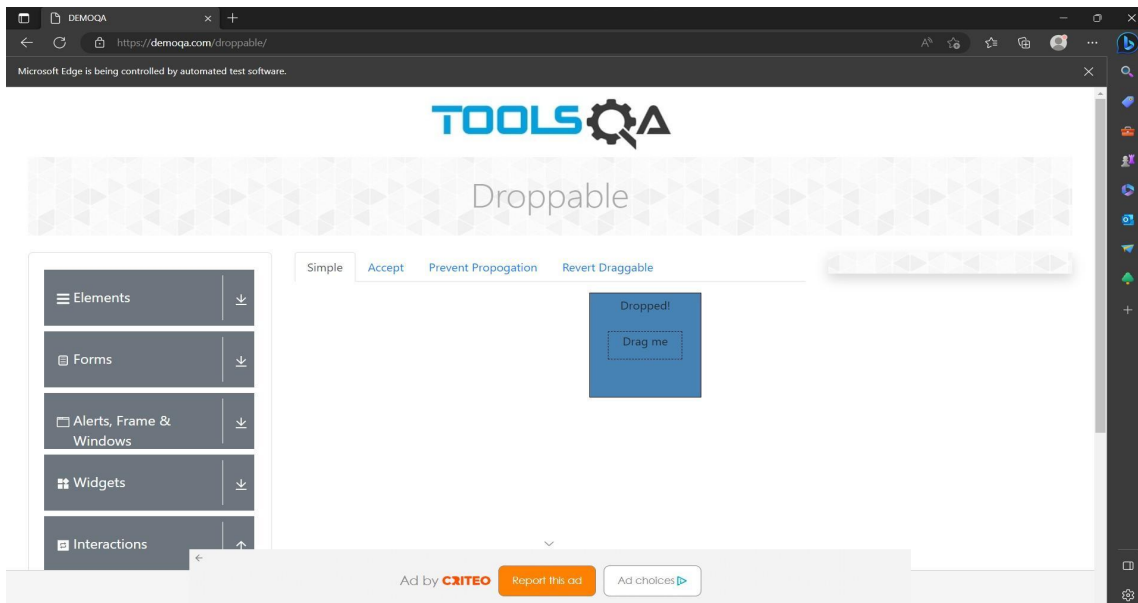 DEMOQA
https://demoqa.com/droppable/
Microsoft Edge is being controlled by automated test software.
TOOLSQA
Droppable
Simple Accept Prevent Propogation Revert Draggable
Elements
Forms
Alerts, Frame &
Windows
Widgets
Interactions
Dropped!
Drag me
Ad by CRITEO Report this ad Ad choices